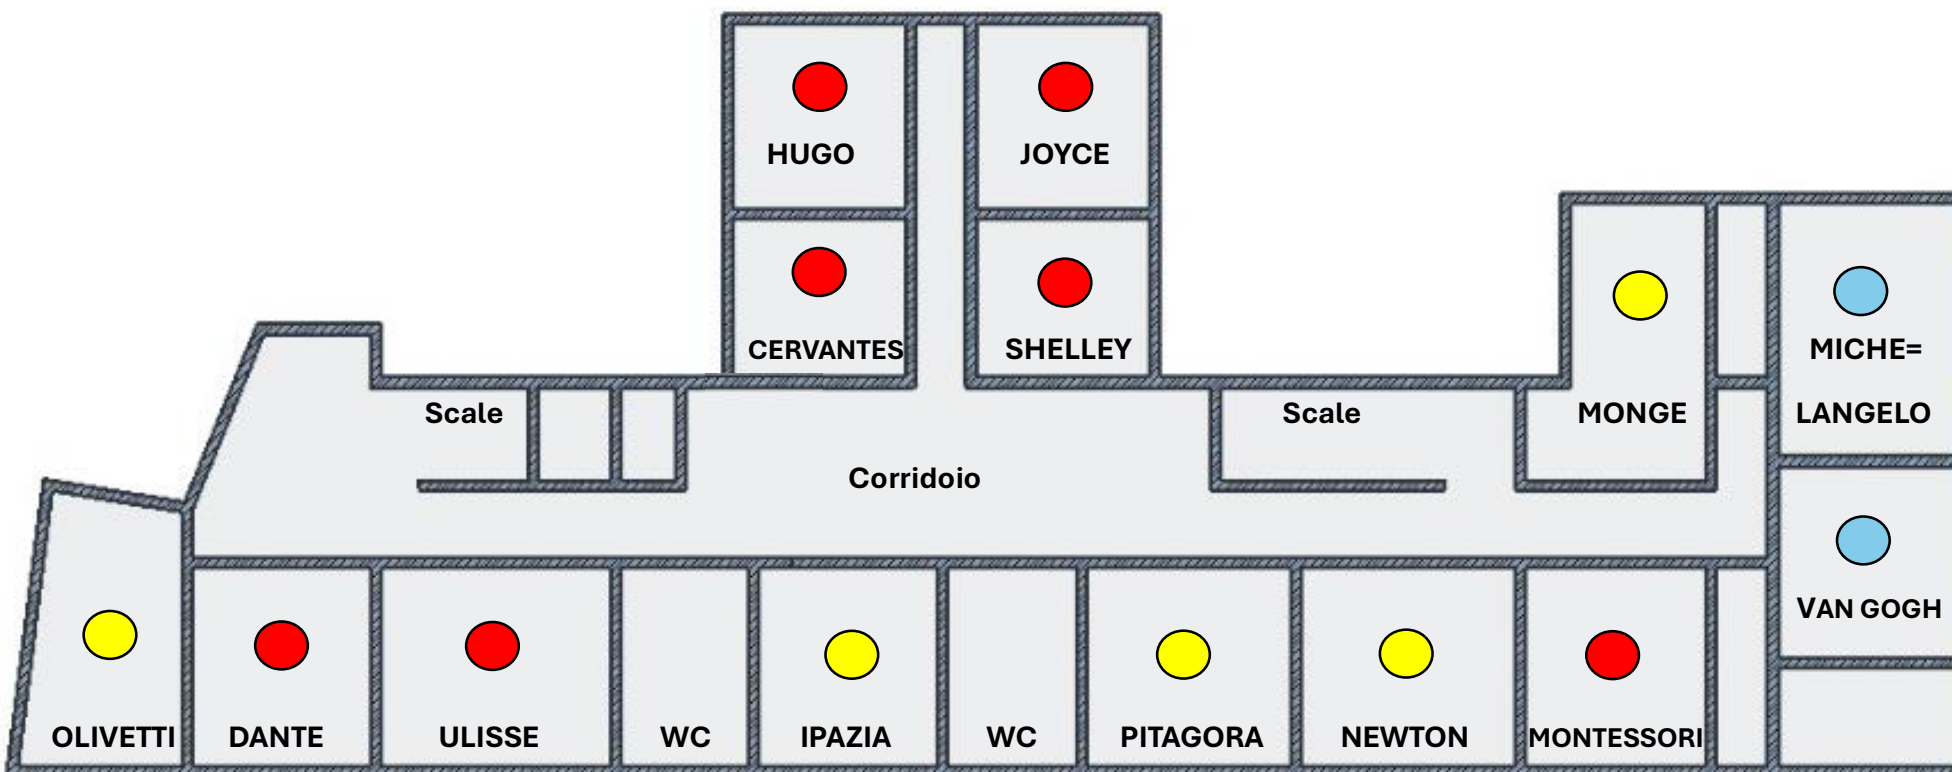 HUGO
JOYCE
CERVANTES
SHELLEY
MICHE=
Scale
Scale
MONGE
LANGELO
Corridoio
VAN GOGH
OLIVETTI
DANTE
ULISSE
WC
IPAZIA
WC
PITAGORA
NEWTON
MONTESSORI